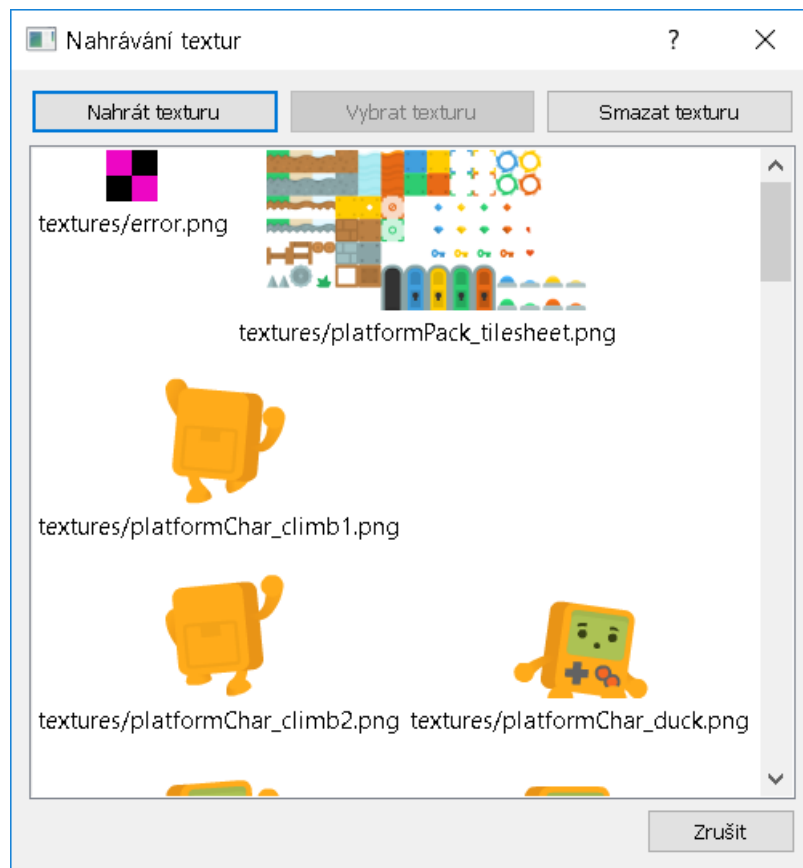 Nahrávání textur
?
Nahrát texturu
Vybrat texturu
Smazat texturu
textures/error.png
textures/platformPack_tilesheet.png
textures/platformChar_climb1.png
textures/platformChar_climb2.png
textures/platformChar_duck.png
Zrušit